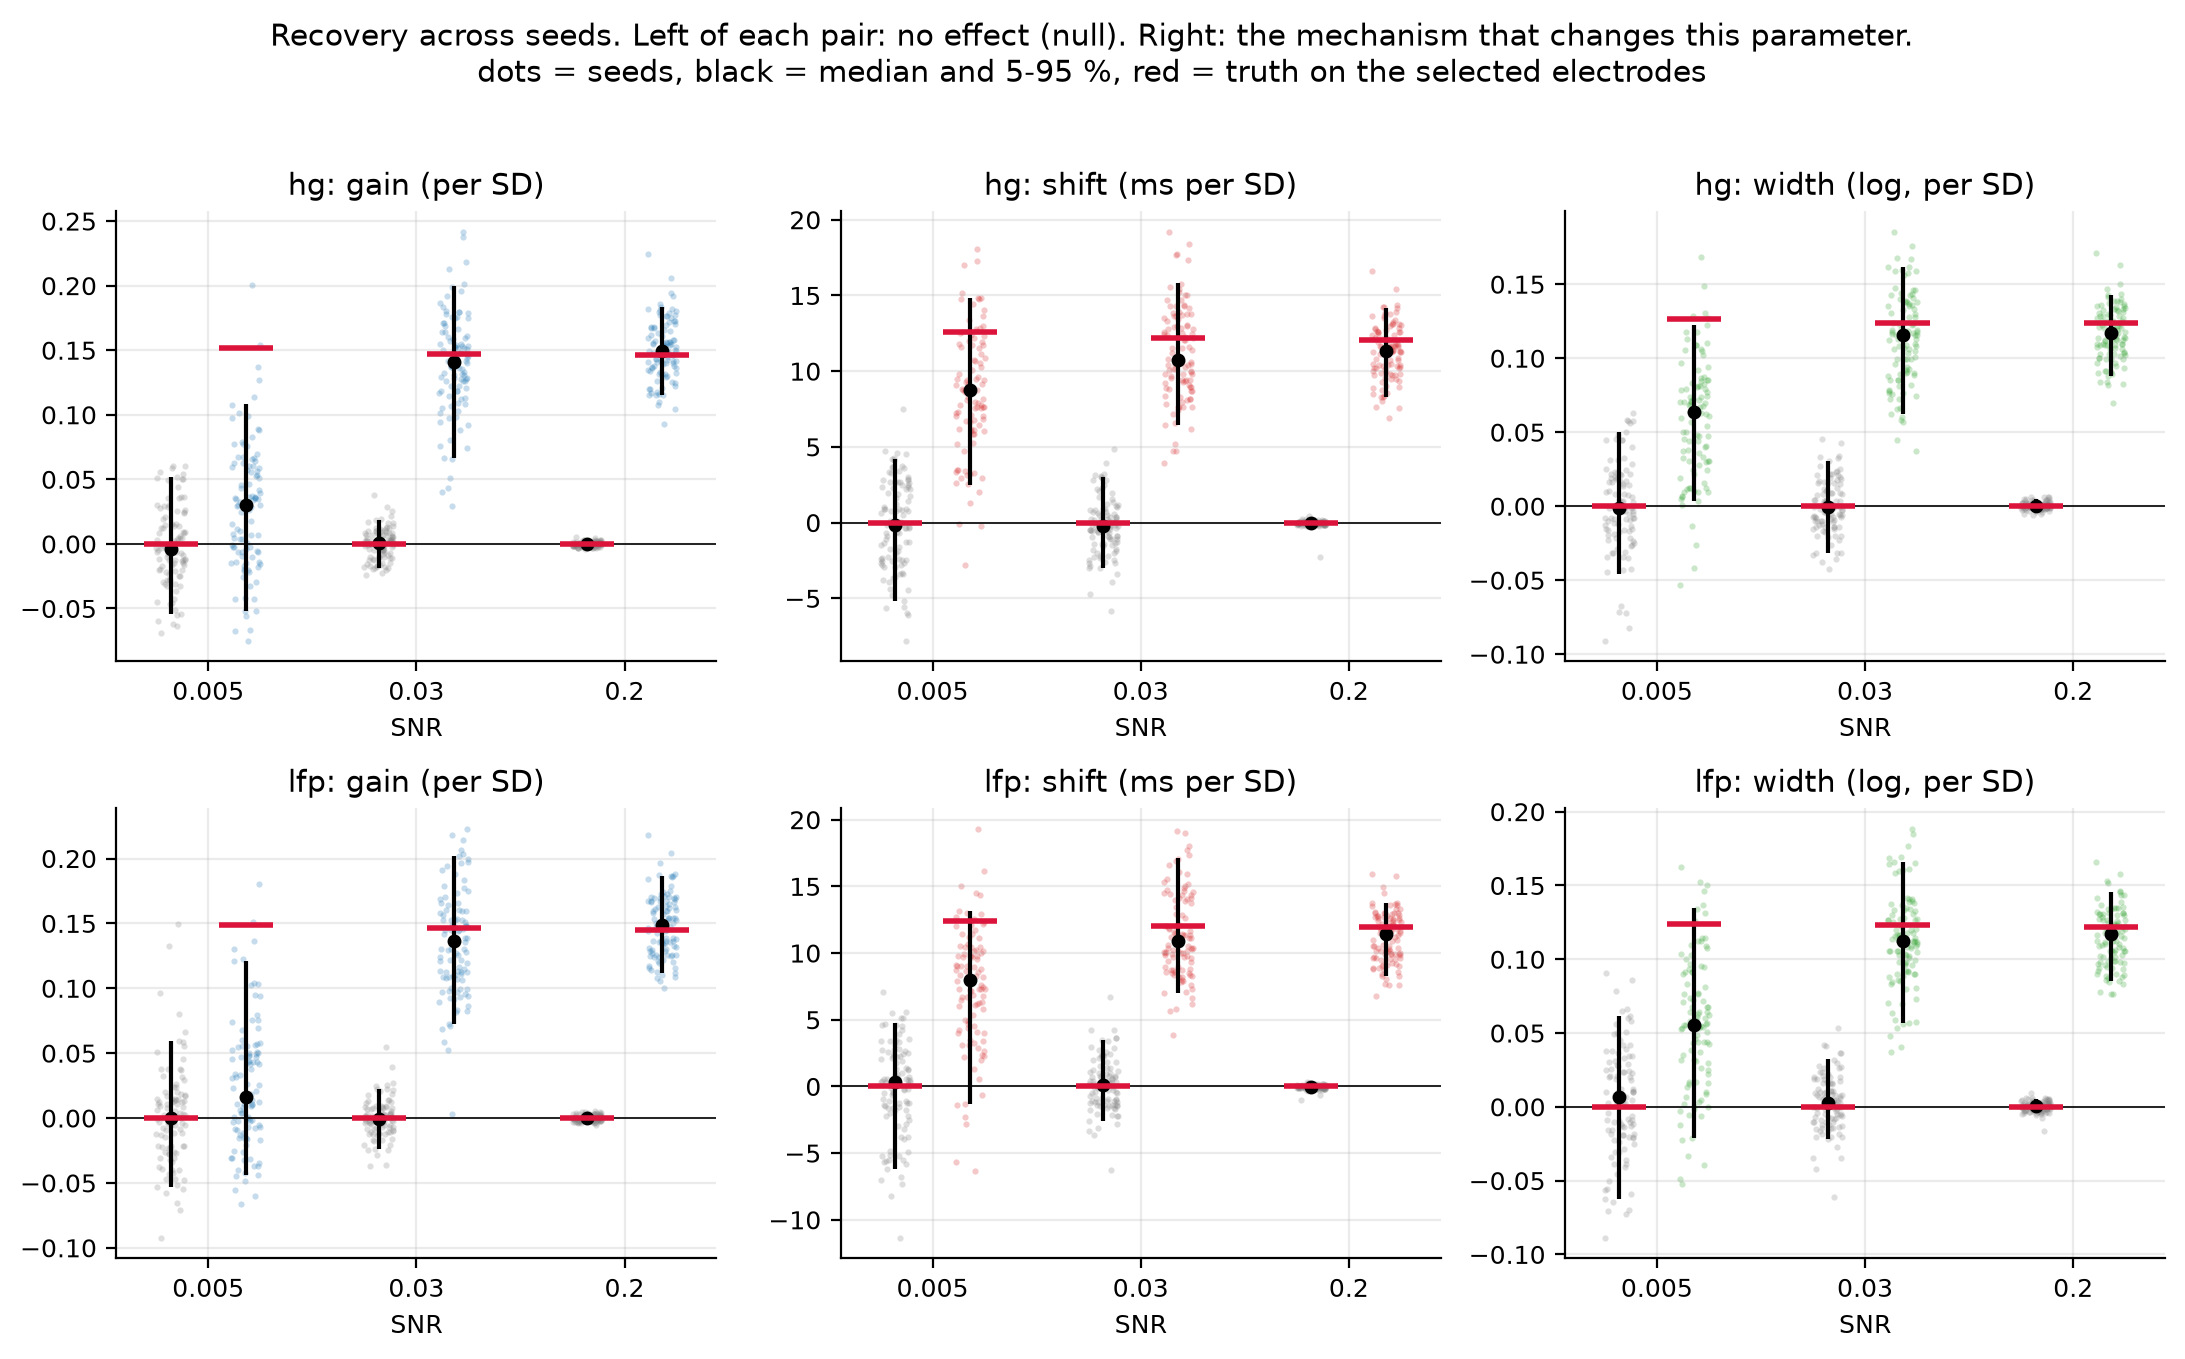 Recovery across seeds. Left of each pair: no effect (null). Right: the mechanism that changes this parameter.
dots = seeds, black = median and 5-95 %, red = truth on the selected electrodes
hg: gain (per SD)
0.25
0.20
0.15
0.10
0.05
0.00
−0.05
0.005 0.03 0.2
SNR
hg: shift (ms per SD)
20
15
10
5
0
−5
0.005 0.03 0.2
SNR
hg: width (log, per SD)
0.15
0.10
0.05
0.00
−0.05
−0.10
0.005 0.03 0.2
SNR
lfp: gain (per SD)
0.20
0.15
0.10
0.05
0.00
−0.05
−0.10
0.005 0.03 0.2
SNR
lfp: shift (ms per SD)
20
15
10
5
0
−5
−10
0.005 0.03 0.2
SNR
lfp: width (log, per SD)
0.20
0.15
0.10
0.05
0.00
−0.05
−0.10
0.005 0.03 0.2
SNR